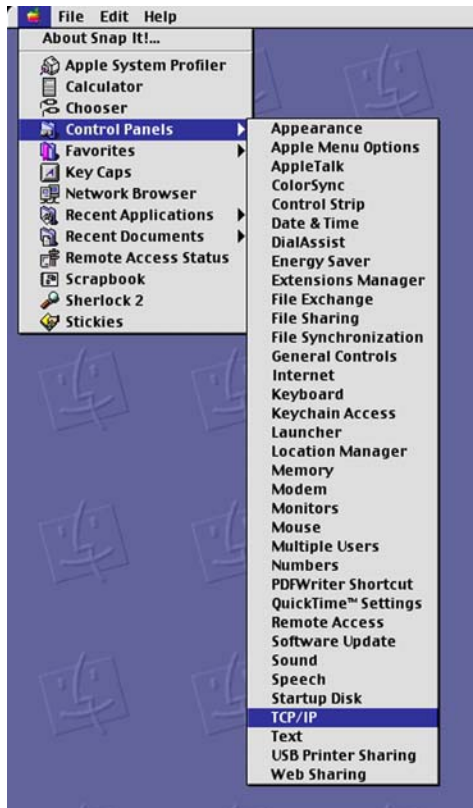 File Edit Help
About Snap It!...
Apple System Profiler
Calculator
Chooser
Control Panels
Favorites
Key Caps
Network Browser
Recent Applications
Recent Documents
Remote Access Status
Scrapbook
Sherlock 2
Stickies
Appearance
Apple Menu Options
AppleTalk
ColorSync
Control Strip
Date & Time
DialAssist
Energy Saver
Extensions Manager
File Exchange
File Sharing
File Synchronization
General Controls
Internet
Keyboard
Keychain Access
Launcher
Location Manager
Memory
Modem
Monitors
Mouse
Multiple Users
Numbers
PDFWriter Shortcut
QuickTime™ Settings
Remote Access
Software Update
Sound
Speech
Startup Disk
TCP/IP
Text
USB Printer Sharing
Web Sharing